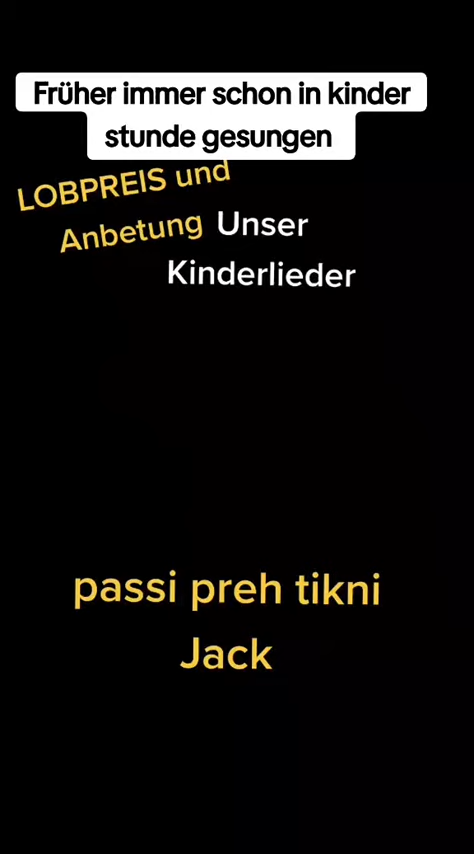 Früher immer schon in kinder
stunde gesungen
LOBPREIS und
Anbetung Unser
Kinderlieder
passi preh tikni
Jack